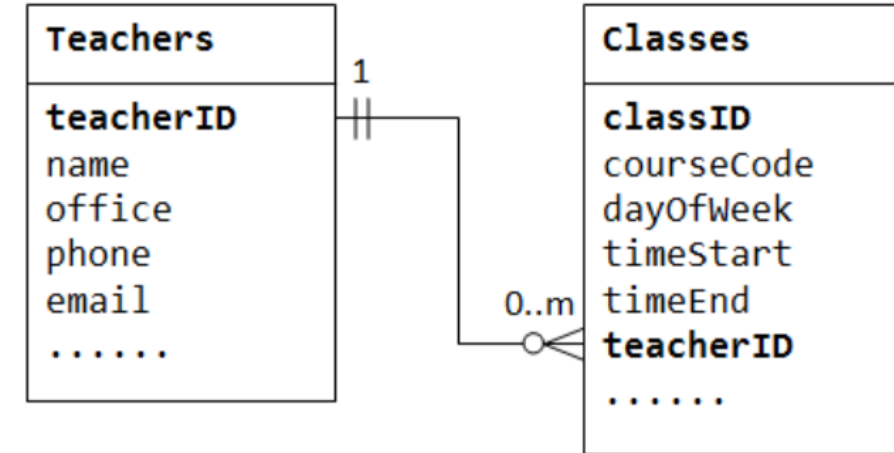 Teachers
1
teacherID
name
office
phone
email
......
Classes
classID
courseCode
dayOfWeek
timeStart
timeEnd
0..m
teacherID
......